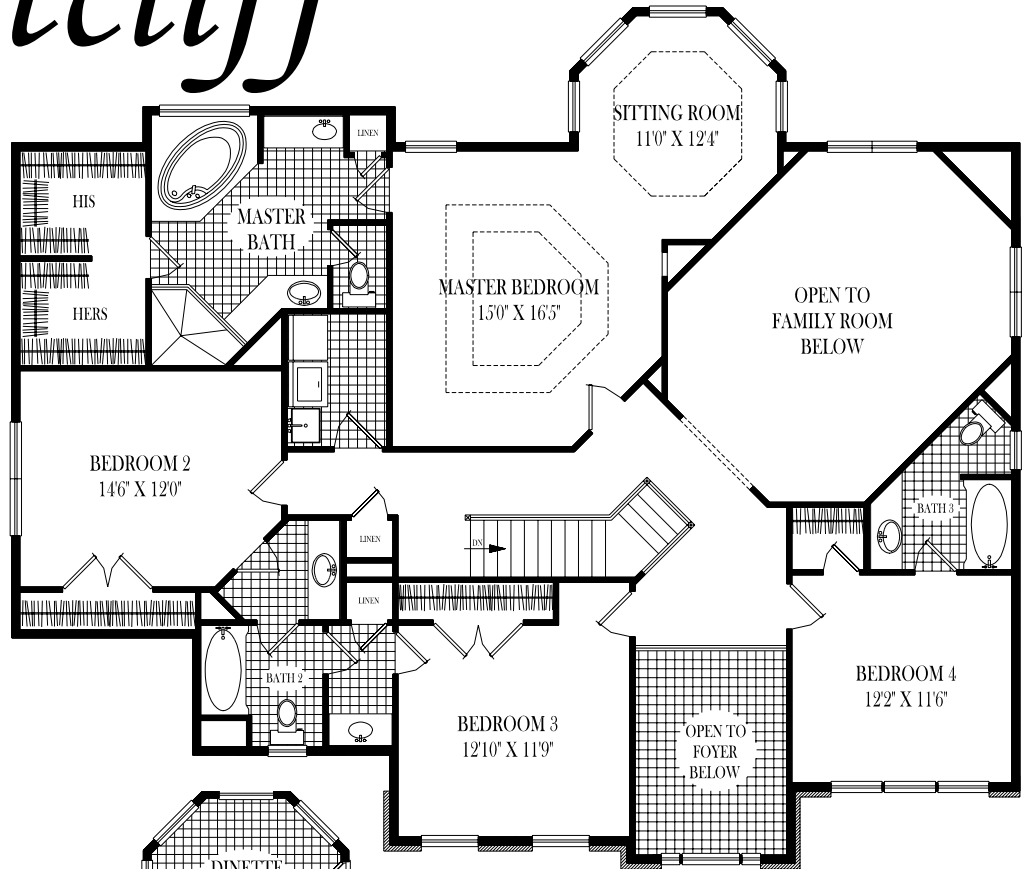 LINEN
SITTING ROOM
11'0" X 12'4"
HIS
MASTER
BATH
HERS
MASTER BEDROOM
15'0" X 16'5"
OPEN TO
FAMILY ROOM
BELOW
BEDROOM 2
14'6" X 12'0"
BATH 3
LINEN
DN
LINEN
BATH 2
BEDROOM 3
12'10" X 11'9"
OPEN TO
FOYER
BELOW
BEDROOM 4
12'2" X 11'6"
DINETTE